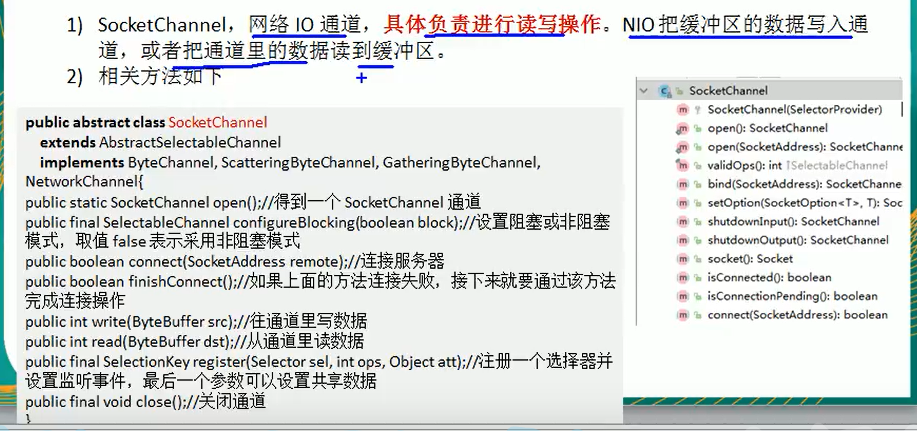 1) SocketChannel，网络 IO 通道，具体负责进行读写操作。NIO 把缓冲区的数据写入通
道，或者把通道里的数据读到缓冲区。
2) 相关方法如下
public abstract class SocketChannel
extends AbstractSelectableChannel
implements ByteChannel, ScatteringByteChannel, GatheringByteChannel,
NetworkChannel{
public static SocketChannel open();//得到一个 SocketChannel 通道
public final SelectableChannel configureBlocking(boolean block);//设置阻塞或非阻塞
模式，取值 false 表示采用非阻塞模式
public boolean connect(SocketAddress remote);//连接服务器
public boolean finishConnect();//如果上面的方法连接失败，接下来就要通过该方法
完成连接操作
public int write(ByteBuffer src);//往通道里写数据
public int read(ByteBuffer dst);//从通道里读数据
public final SelectionKey register(Selector sel, int ops, Object att);//注册一个选择器并
设置监听事件，最后一个参数可以设置共享数据
public final void close();//关闭通道
}
SocketChannel
SocketChannel(SelectorProvider)
open(): SocketChannel
open(SocketAddress): SocketChanne
validOps(): int ↑SelectableChannel
bind(SocketAddress): SocketChanne
setOption(SocketOption<T>, T): Soc
shutdownInput(): SocketChannel
shutdownOutput(): SocketChannel
socket(): Socket
isConnected(): boolean
isConnectionPending(): boolean
connect(SocketAddress): boolean